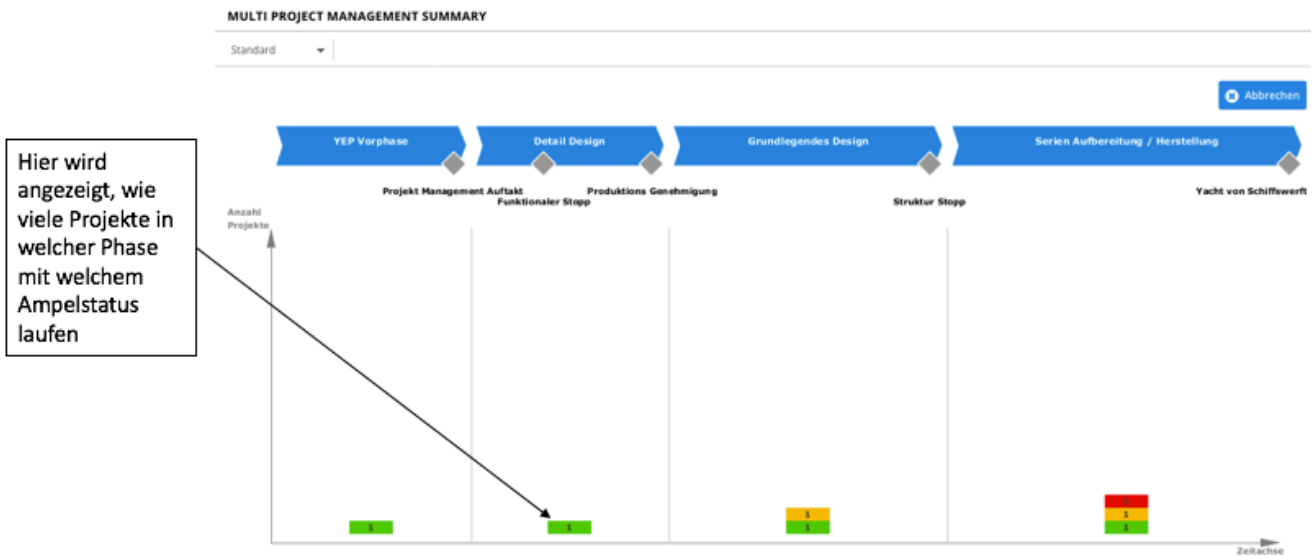 MULTI PROJECT MANAGEMENT SUMMARY
Standard
Abbrechen
YEP Vorphase
Detail Design
Grundlegendes Design
Serien Aufbereitung / Herstellung
Projekt Management Auftakt
Funktionaler Stopp
Produktions Genehmigung
Struktur Stopp
Yacht von Schiffswerft
Hier wird
angezeigt, wie
viele Projekte in
welcher Phase
mit welchem
Ampelstatus
laufen
Anzahl
Projekte
1
1
1
1
1
1
1
Zeitachse